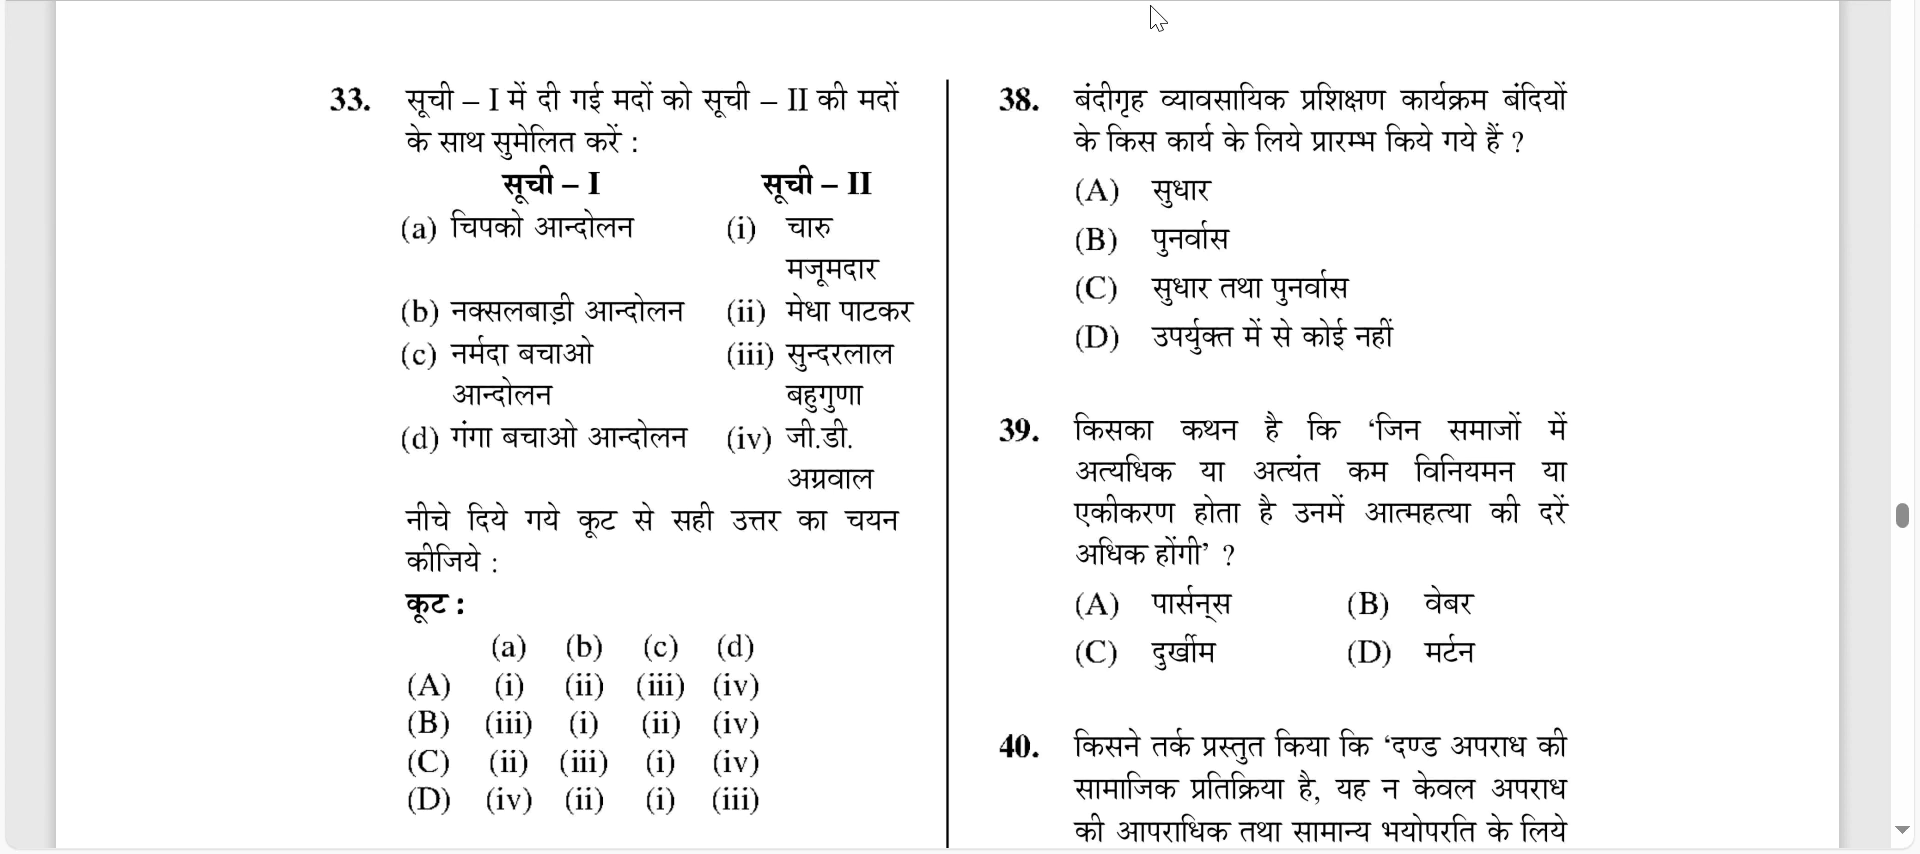 33. सूची – I में दी गई मदों को सूची – II की मदों
के साथ सुमेलित करें :
सूची – I सूची – II
(a) चिपको आन्दोलन (i) चारु
मजूमदार
(b) नक्सलबाड़ी आन्दोलन (ii) मेधा पाटकर
(c) नर्मदा बचाओ (iii) सुन्दरलाल
आन्दोलन बहुगुणा
(d) गंगा बचाओ आन्दोलन (iv) जी.डी.
अग्रवाल
नीचे दिये गये कूट से सही उत्तर का चयन
कीजिये :
कूट :
(a) (b) (c) (d)
(A) (i) (ii) (iii) (iv)
(B) (iii) (i) (ii) (iv)
(C) (ii) (iii) (i) (iv)
(D) (iv) (ii) (i) (iii)
38. बंदीगृह व्यावसायिक प्रशिक्षण कार्यक्रम बंदियों
के किस कार्य के लिये प्रारम्भ किये गये हैं ?
(A) सुधार
(B) पुनर्वास
(C) सुधार तथा पुनर्वास
(D) उपर्युक्त में से कोई नहीं
39. किसका कथन है कि ‘जिन समाजों में
अत्यधिक या अत्यंत कम विनियमन या
एकीकरण होता है उनमें आत्महत्या की दरें
अधिक होंगी’ ?
(A) पार्सन्‌स (B) वेबर
(C) दुर्खीम (D) मर्टन
40. किसने तर्क प्रस्तुत किया कि ‘दण्ड अपराध की
सामाजिक प्रतिक्रिया है, यह न केवल अपराध
की आपराधिक तथा सामान्य भयोपरति के लिये